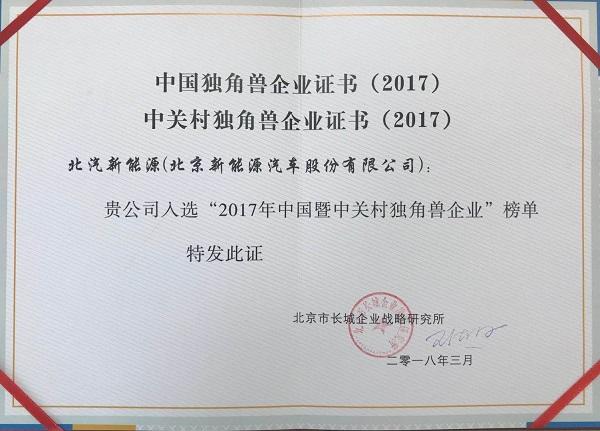 中国独角兽企业证书（2017）
中关村独角兽企业证书（2017）
北汽新能源(北京新能源汽车股份有限公司)：
贵公司入选“2017年中国暨中关村独角兽企业”榜单
特发此证
北京市长城企业战略研究所
二零一八年三月